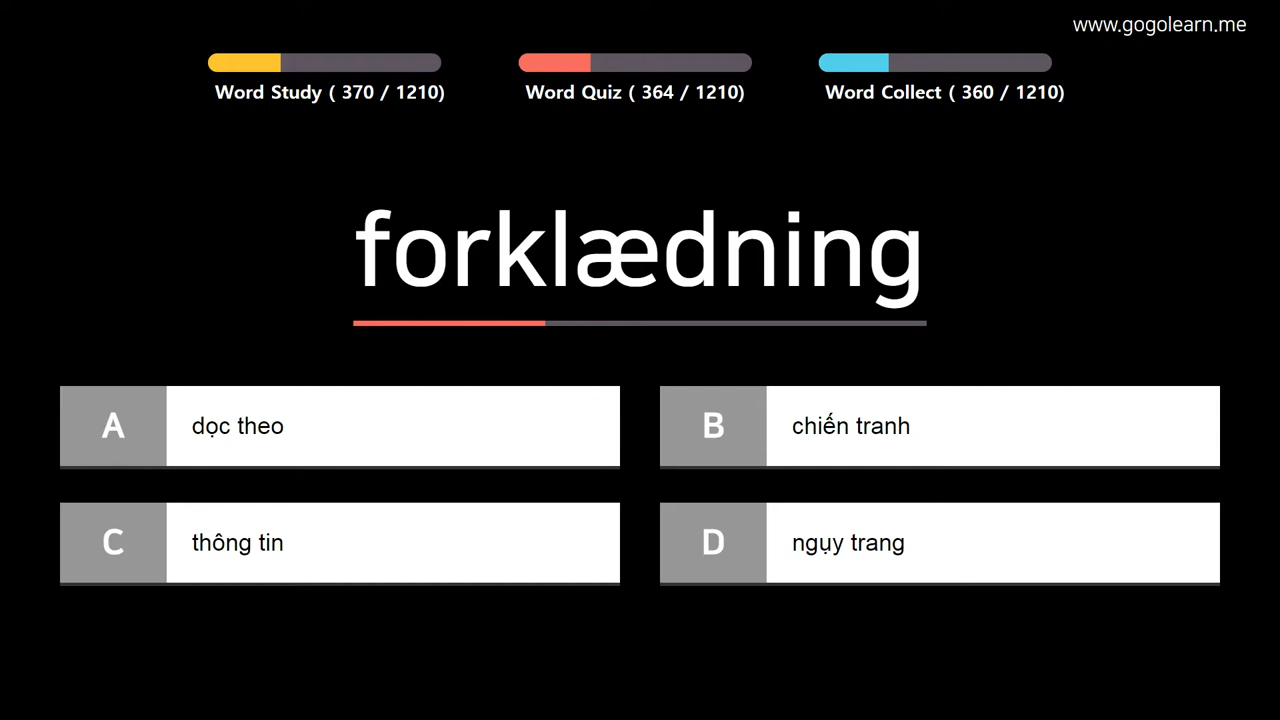 www.gogolearn.me
Word Study ( 370 / 1210)
Word Quiz ( 364 / 1210)
Word Collect ( 360 / 1210)
forklædning
A dọc theo
B chiến tranh
C thông tin
D ngụy trang